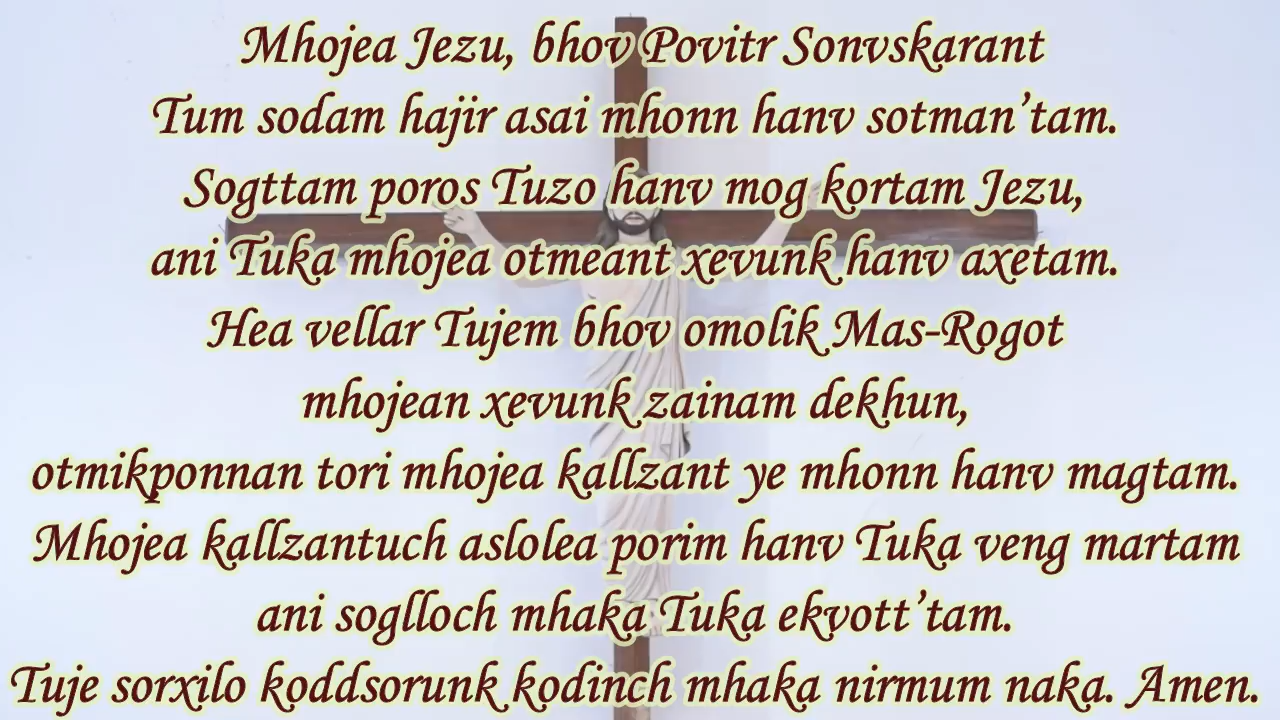 Mhojea Jezu, bhov Povitr Sonvskarant
Tum sodam hajir asai mhonn hanv sotman’tam.
Sogttam poros Tuzo hanv mog kortam Jezu,
ani Tuka mhojea otmeant xevunk hanv axetam.
Hea vellar Tujem bhov omolik Mas-Rogot
mhojean xevunk zainam dekhun,
otmikponnan tori mhojea kallzant ye mhonn hanv magtam.
Mhojea kallzantuch aslolea porim hanv Tuka veng martam
ani soglloch mhaka Tuka ekvott’tam.
Tuje sorxilo koddsorunk kodinch mhaka nirmum naka. Amen.